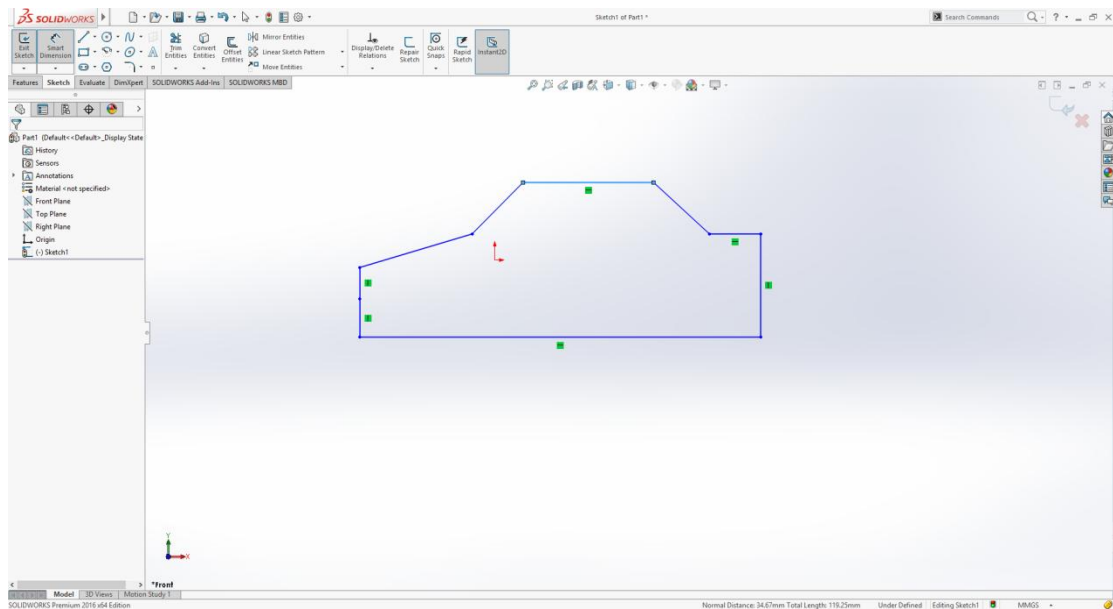 SOLIDWORKS
Sketch1 of Part1 *
Search Commands
Exit Sketch
Smart Dimension
Trim Entities
Convert Entities
Offset Entities
Mirror Entities
Linear Sketch Pattern
Move Entities
Display/Delete Relations
Repair Sketch
Quick Snaps
Rapid Sketch
Instant2D
Features Sketch Evaluate DimXpert SOLIDWORKS Add-Ins SOLIDWORKS MBD
Part1 (Default<<Default>_Display State
History
Sensors
Annotations
Material <not specified>
Front Plane
Top Plane
Right Plane
Origin
(-) Sketch1
Y
X
*Front
Model 3D Views Motion Study 1
SOLIDWORKS Premium 2016 x64 Edition
Normal Distance: 34.67mm Total Length: 119.25mm Under Defined Editing Sketch1 MMGS